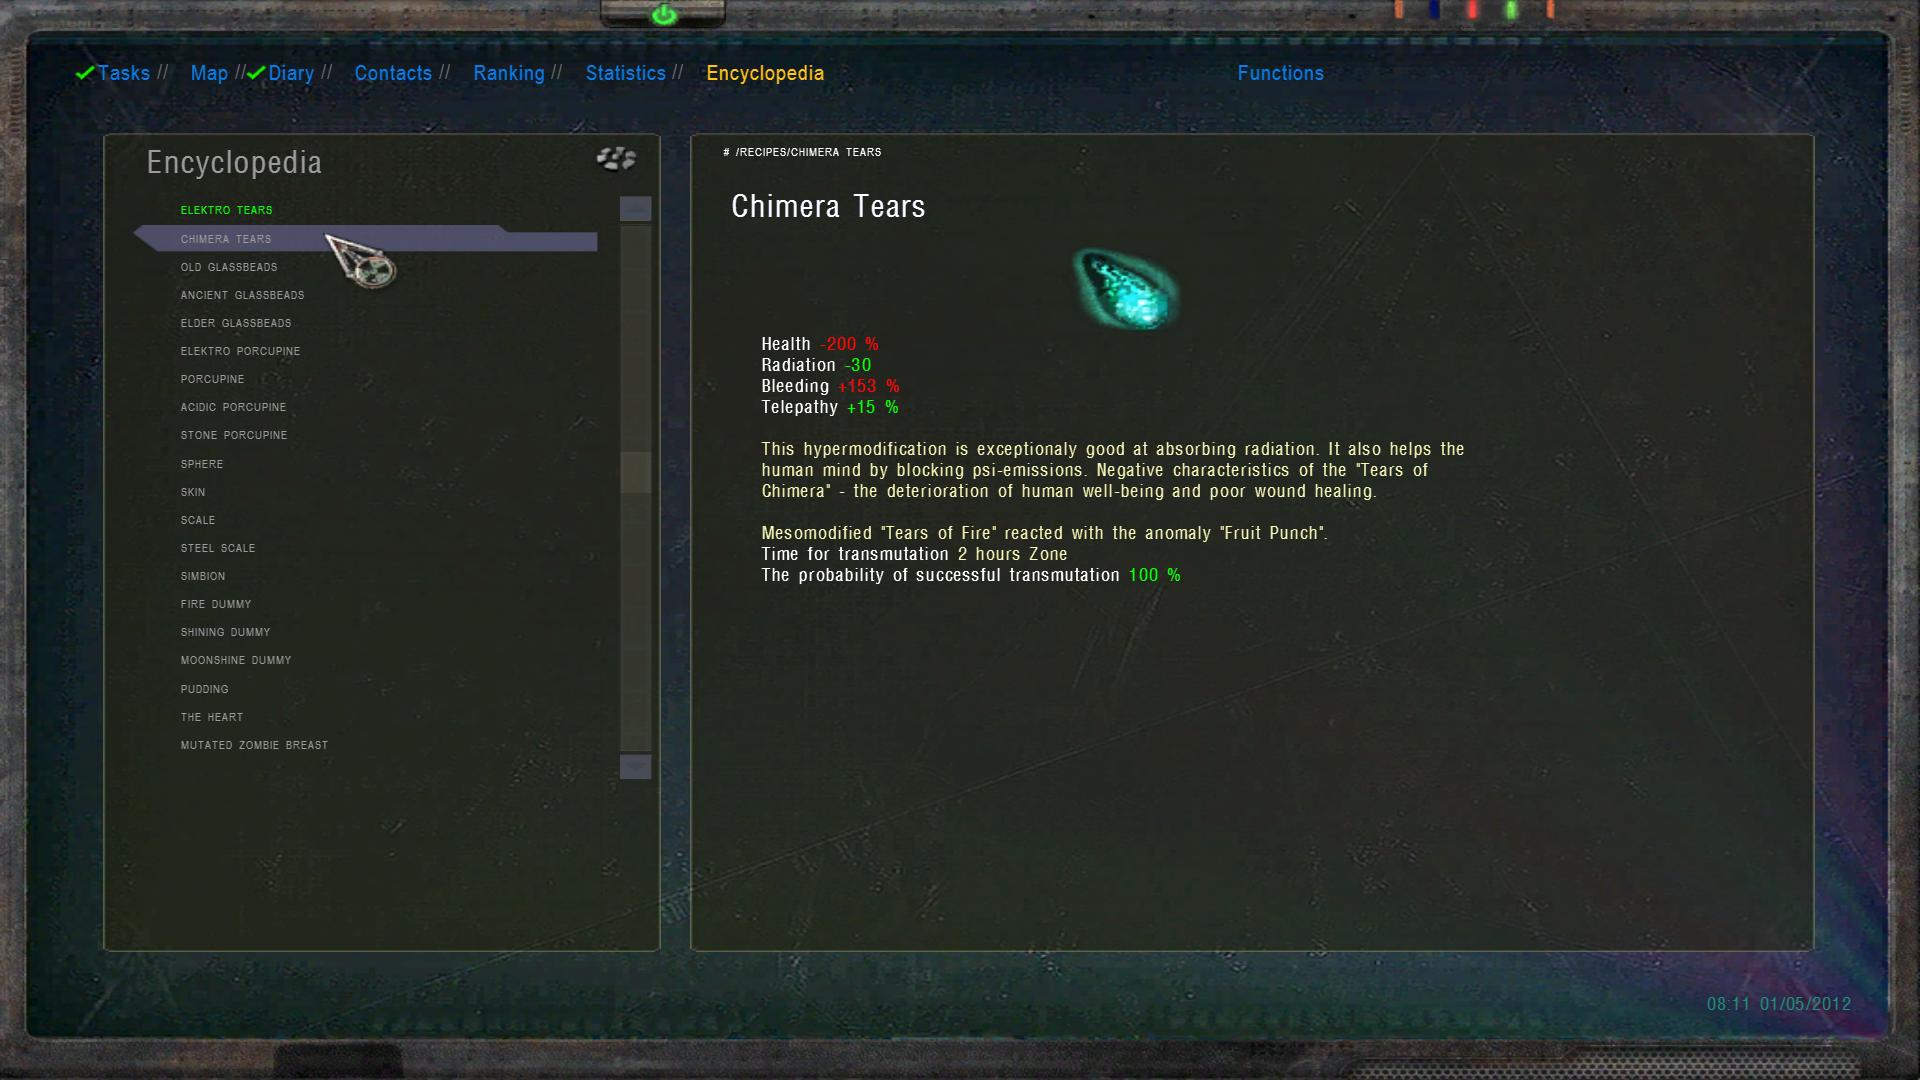 Tasks // Map // Diary // Contacts // Ranking // Statistics // Encyclopedia
Functions
Encyclopedia
ELEKTRO TEARS
CHIMERA TEARS
OLD GLASSBEADS
ANCIENT GLASSBEADS
ELDER GLASSBEADS
ELEKTRO PORCUPINE
PORCUPINE
ACIDIC PORCUPINE
STONE PORCUPINE
SPHERE
SKIN
SCALE
STEEL SCALE
SIMBION
FIRE DUMMY
SHINING DUMMY
MOONSHINE DUMMY
PUDDING
THE HEART
MUTATED ZOMBIE BREAST
# /RECIPES/CHIMERA TEARS
Chimera Tears
Health -200 %
Radiation -30
Bleeding +153 %
Telepathy +15 %
This hypermodification is exceptionaly good at absorbing radiation. It also helps the
human mind by blocking psi-emissions. Negative characteristics of the "Tears of
Chimera" - the deterioration of human well-being and poor wound healing.
Mesomodified "Tears of Fire" reacted with the anomaly "Fruit Punch".
Time for transmutation 2 hours Zone
The probability of successful transmutation 100 %
08:11 01/05/2012